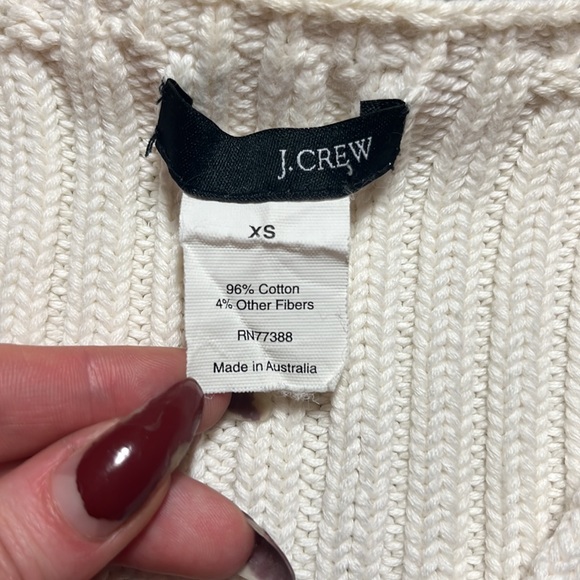 J.CREW
XS
96% Cotton
4% Other Fibers
RN77388
Made in Australia